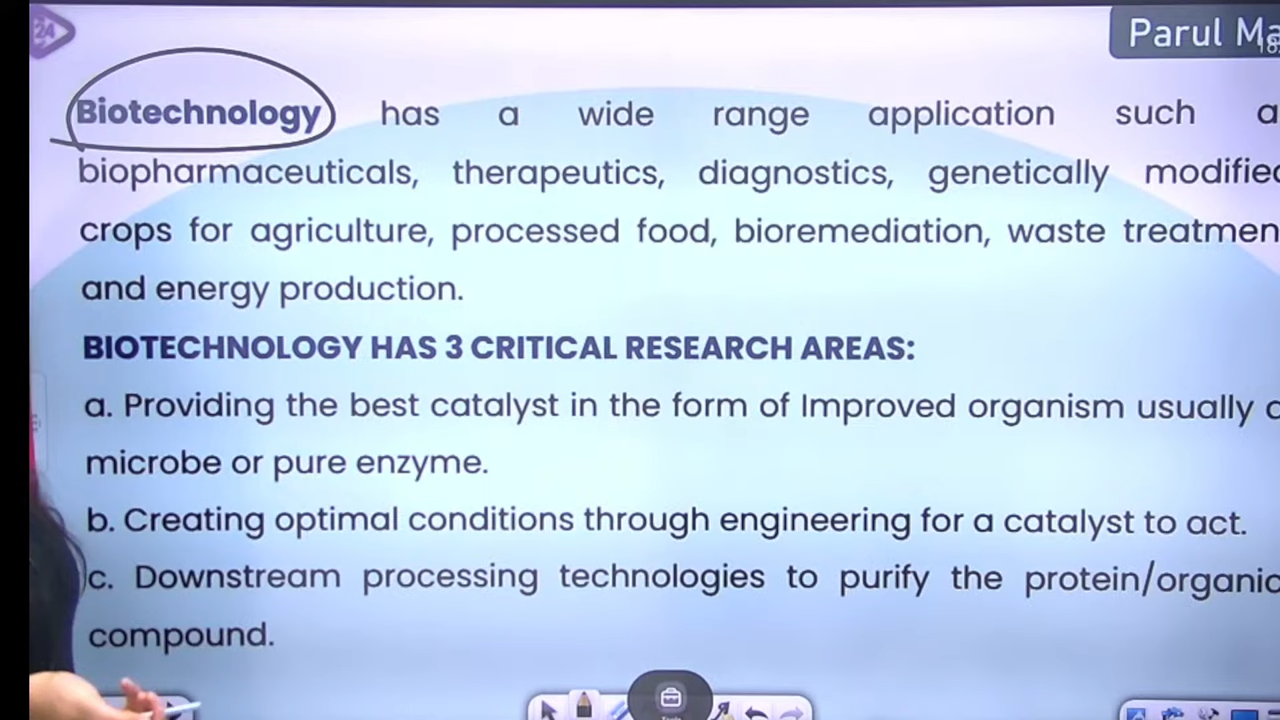 24
Parul Ma
Biotechnology has a wide range application such a
biopharmaceuticals, therapeutics, diagnostics, genetically modified
crops for agriculture, processed food, bioremediation, waste treatmen
and energy production.
BIOTECHNOLOGY HAS 3 CRITICAL RESEARCH AREAS:
a. Providing the best catalyst in the form of Improved organism usually a
microbe or pure enzyme.
b. Creating optimal conditions through engineering for a catalyst to act.
c. Downstream processing technologies to purify the protein/organic
compound.